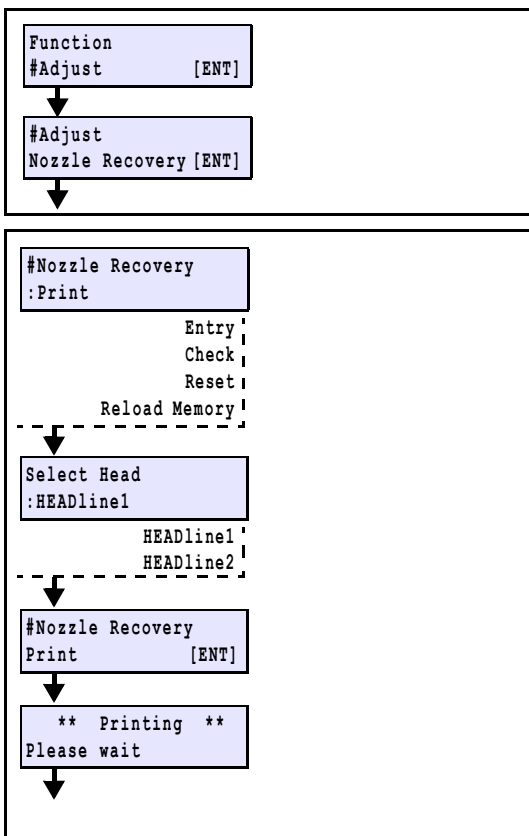 Function
#Adjust [ENT]
#Adjust
Nozzle Recovery [ENT]
#Nozzle Recovery
:Print
Entry
Check
Reset
Reload Memory
Select Head
:HEADline1
HEADline1
HEADline2
#Nozzle Recovery
Print [ENT]
** Printing **
Please wait